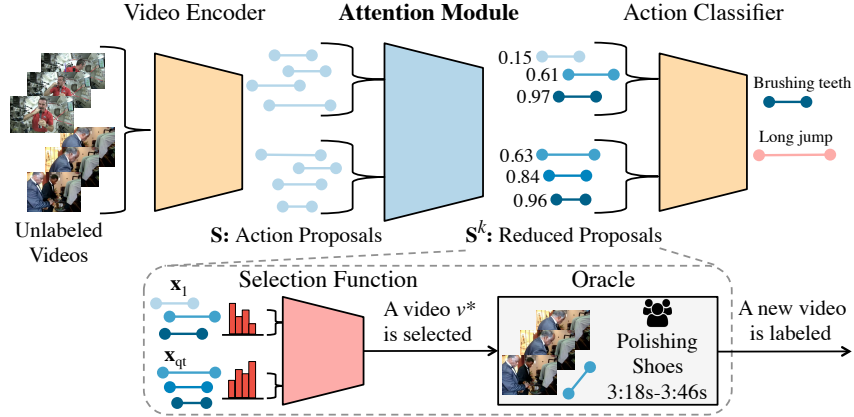 Video Encoder
Attention Module
Action Classifier
0.15
0.61
0.97
Brushing teeth
Long jump
0.63
0.84
0.96
Unlabeled
Videos
S: Action Proposals
S^k: Reduced Proposals
Selection Function
Oracle
x_1
x_qt
A video v*
is selected
Polishing
Shoes
3:18s-3:46s
A new video
is labeled